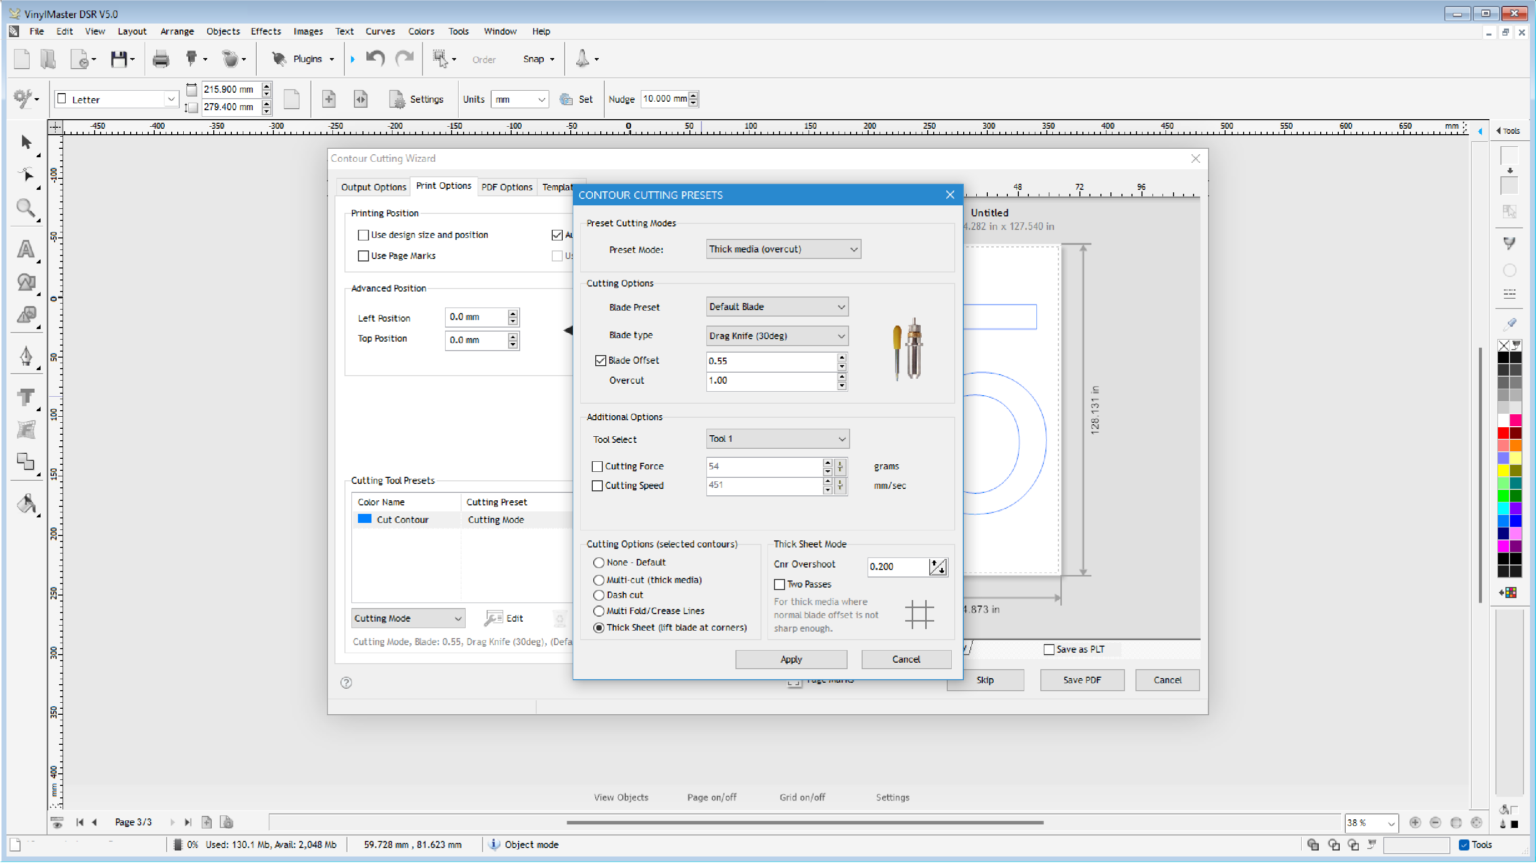 VinylMaster DSR V5.0
File Edit View Layout Arrange Objects Effects Images Text Curves Colors Tools Window Help
Plugins Order Snap
Letter 215.900 mm 279.400 mm Settings Units mm Set Nudge 10.000 mm
-450 -400 -350 -300 -250 -200 -150 -100 -50 0 50 100 150 200 250 300 350 400 450 500 550 600 650 mm
Tools
-100
-50
0
50
100
150
200
250
300
350
400
mm
Contour Cutting Wizard
Output Options Print Options PDF Options Templat
Printing Position
Use design size and position
Use Page Marks
Advanced Position
Left Position 0.0 mm
Top Position 0.0 mm
Cutting Tool Presets
Color Name Cutting Preset
Cut Contour Cutting Mode
Cutting Mode Edit
Cutting Mode, Blade: 0.55, Drag Knife (30deg), (Defa
CONTOUR CUTTING PRESETS
Preset Cutting Modes
Preset Mode: Thick media (overcut)
Cutting Options
Blade Preset Default Blade
Blade type Drag Knife (30deg)
Blade Offset 0.55
Overcut 1.00
Additional Options
Tool Select Tool 1
Cutting Force 54 grams
Cutting Speed 451 mm/sec
Cutting Options (selected contours)
None - Default
Multi-cut (thick media)
Dash cut
Multi Fold/Crease Lines
Thick Sheet (lift blade at corners)
Thick Sheet Mode
Cnr Overshoot 0.200
Two Passes
For thick media where
normal blade offset is not
sharp enough.
Apply Cancel
48 72 96
Untitled
4.282 in x 127.540 in
128.131 in
4.873 in
Save as PLT
Skip Save PDF Cancel
View Objects Page on/off Grid on/off Settings
Page 3/3
38 %
0% Used: 130.1 Mb, Avail: 2,048 Mb 59.728 mm , 81.623 mm Object mode
Tools